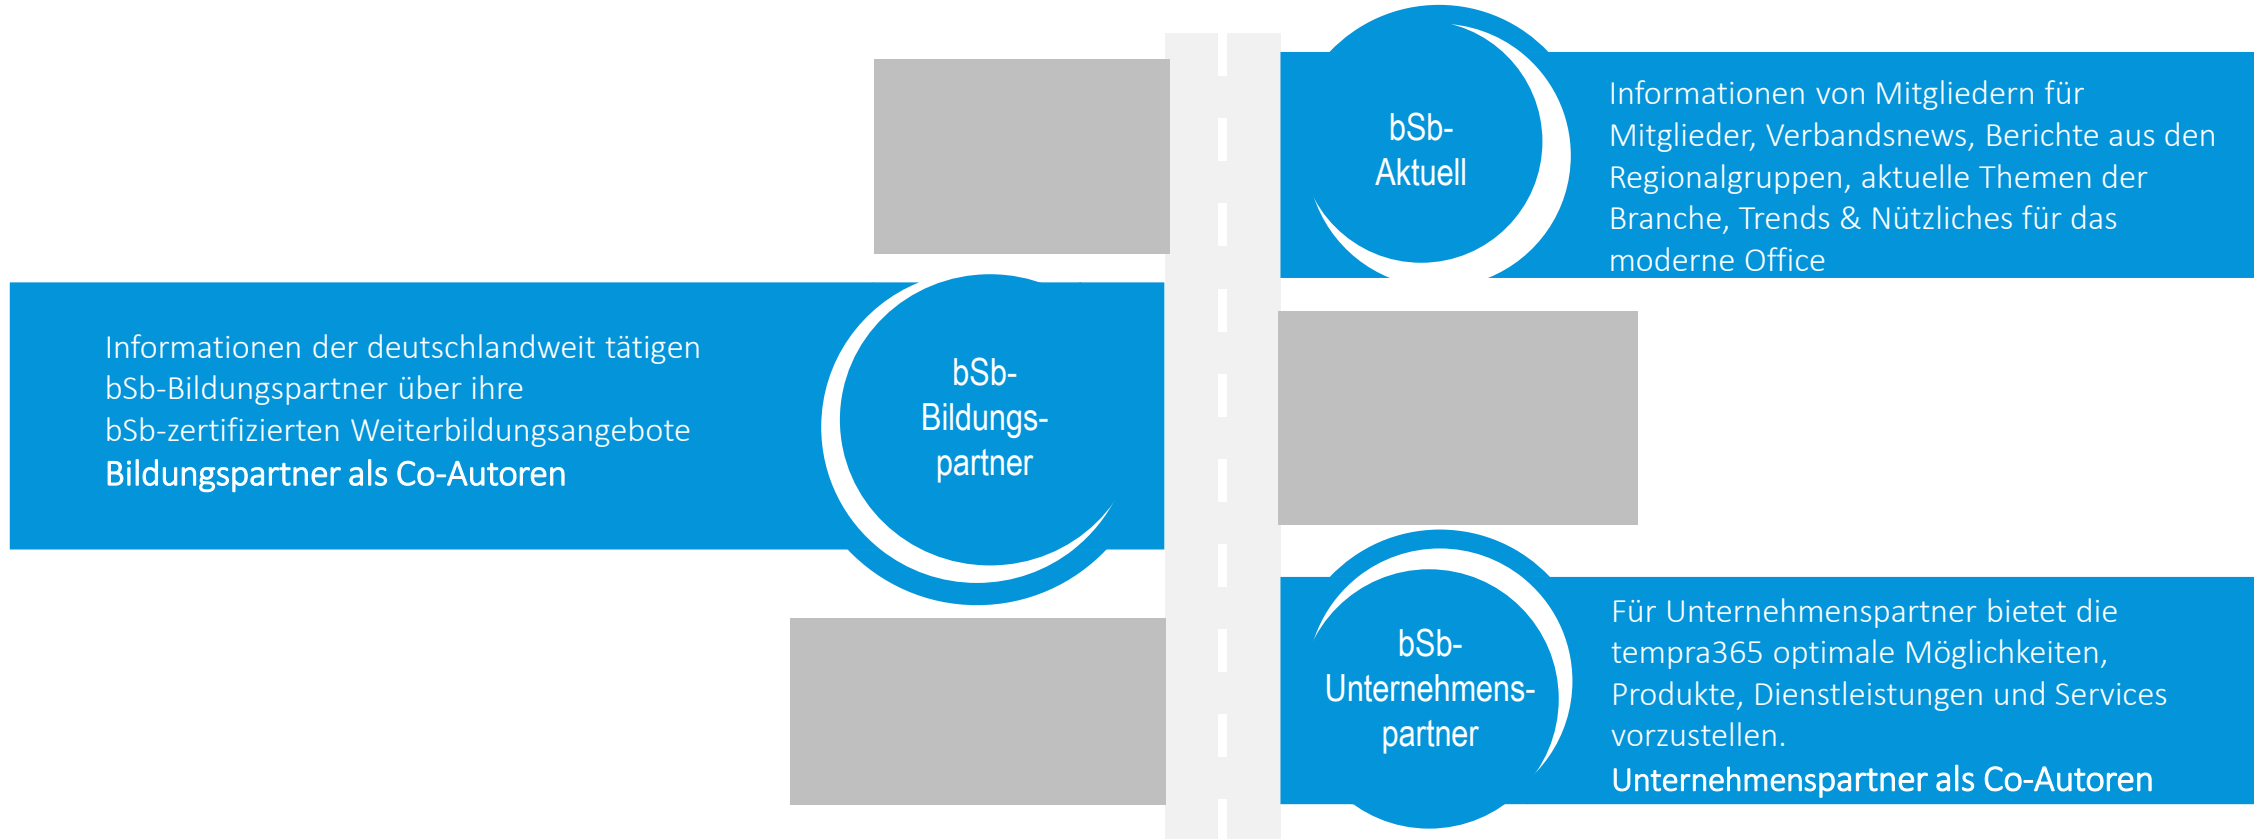 bSb-
Aktuell
Informationen von Mitgliedern für
Mitglieder, Verbandsnews, Berichte aus den
Regionalgruppen, aktuelle Themen der
Branche, Trends & Nützliches für das
moderne Office
Informationen der deutschlandweit tätigen
bSb-Bildungspartner über ihre
bSb-zertifizierten Weiterbildungsangebote
Bildungspartner als Co-Autoren
bSb-
Bildungs-
partner
bSb-
Unternehmens-
partner
Für Unternehmenspartner bietet die
tempra365 optimale Möglichkeiten,
Produkte, Dienstleistungen und Services
vorzustellen.
Unternehmenspartner als Co-Autoren